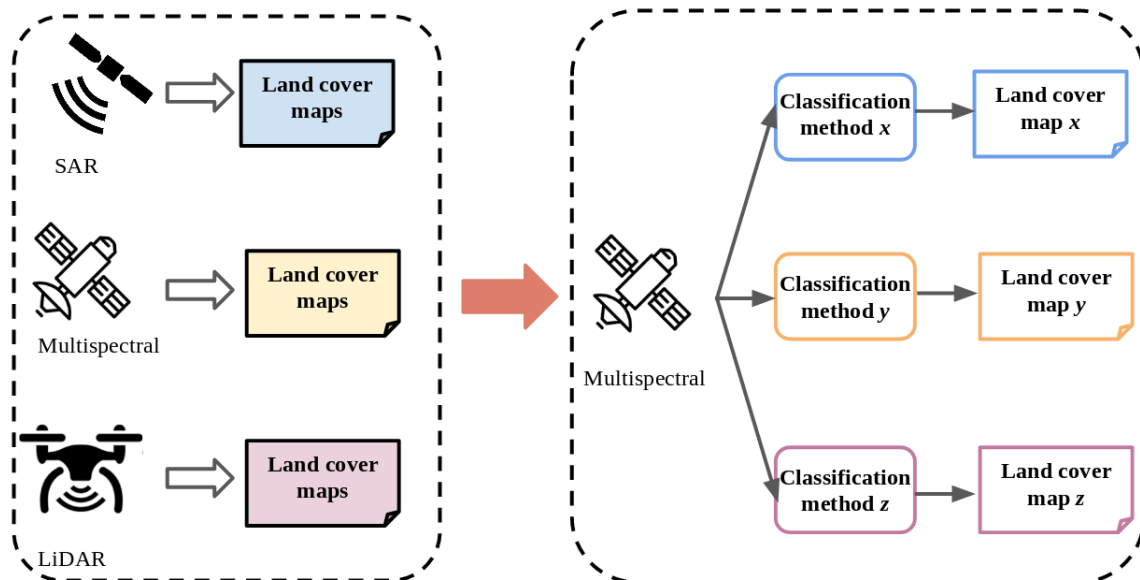 SAR
Land cover
maps
Multispectral
Land cover
maps
LiDAR
Land cover
maps
Multispectral
Classification
method x
Land cover
map x
Classification
method y
Land cover
map y
Classification
method z
Land cover
map z